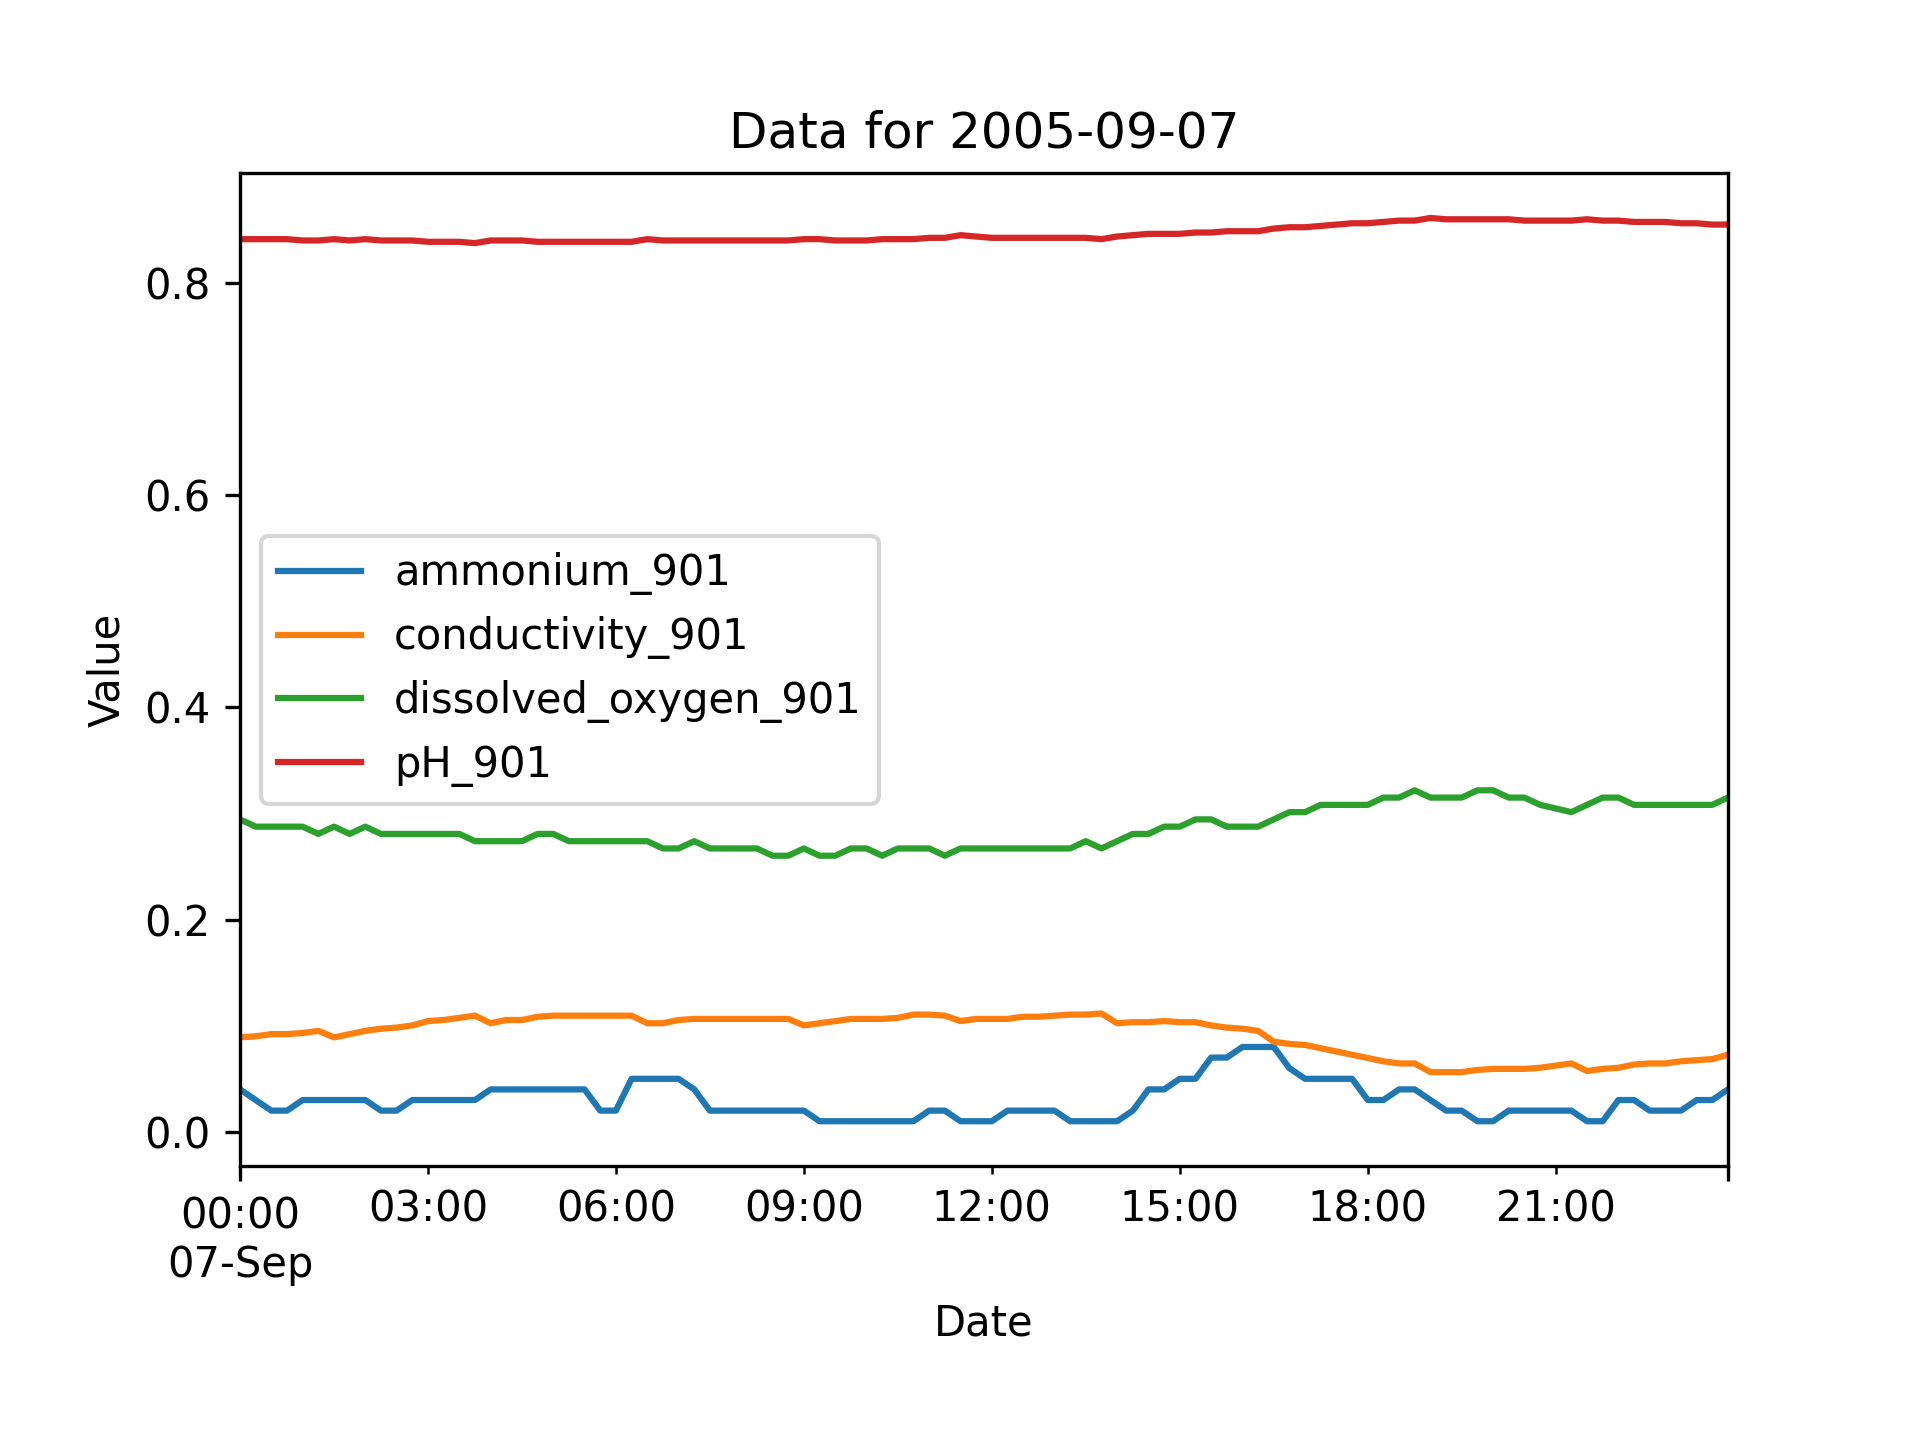 Data for 2005-09-07
Value
0.8
0.6
0.4
0.2
0.0
ammonium_901
conductivity_901
dissolved_oxygen_901
pH_901
00:00 03:00 06:00 09:00 12:00 15:00 18:00 21:00
07-Sep
Date